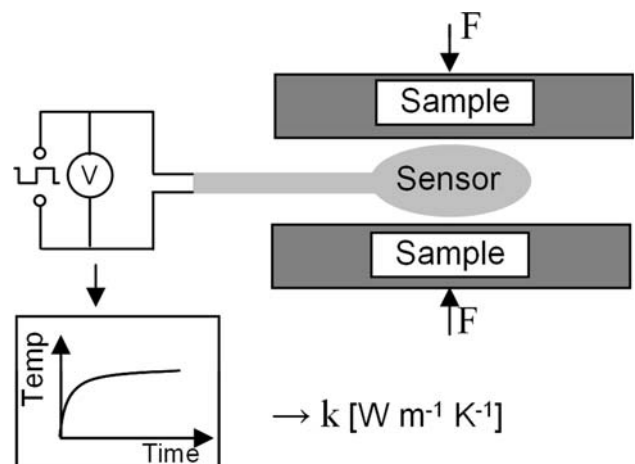 F
Sample
V
Sensor
Sample
F
Temp
Time
→ k [W m⁻¹ K⁻¹]